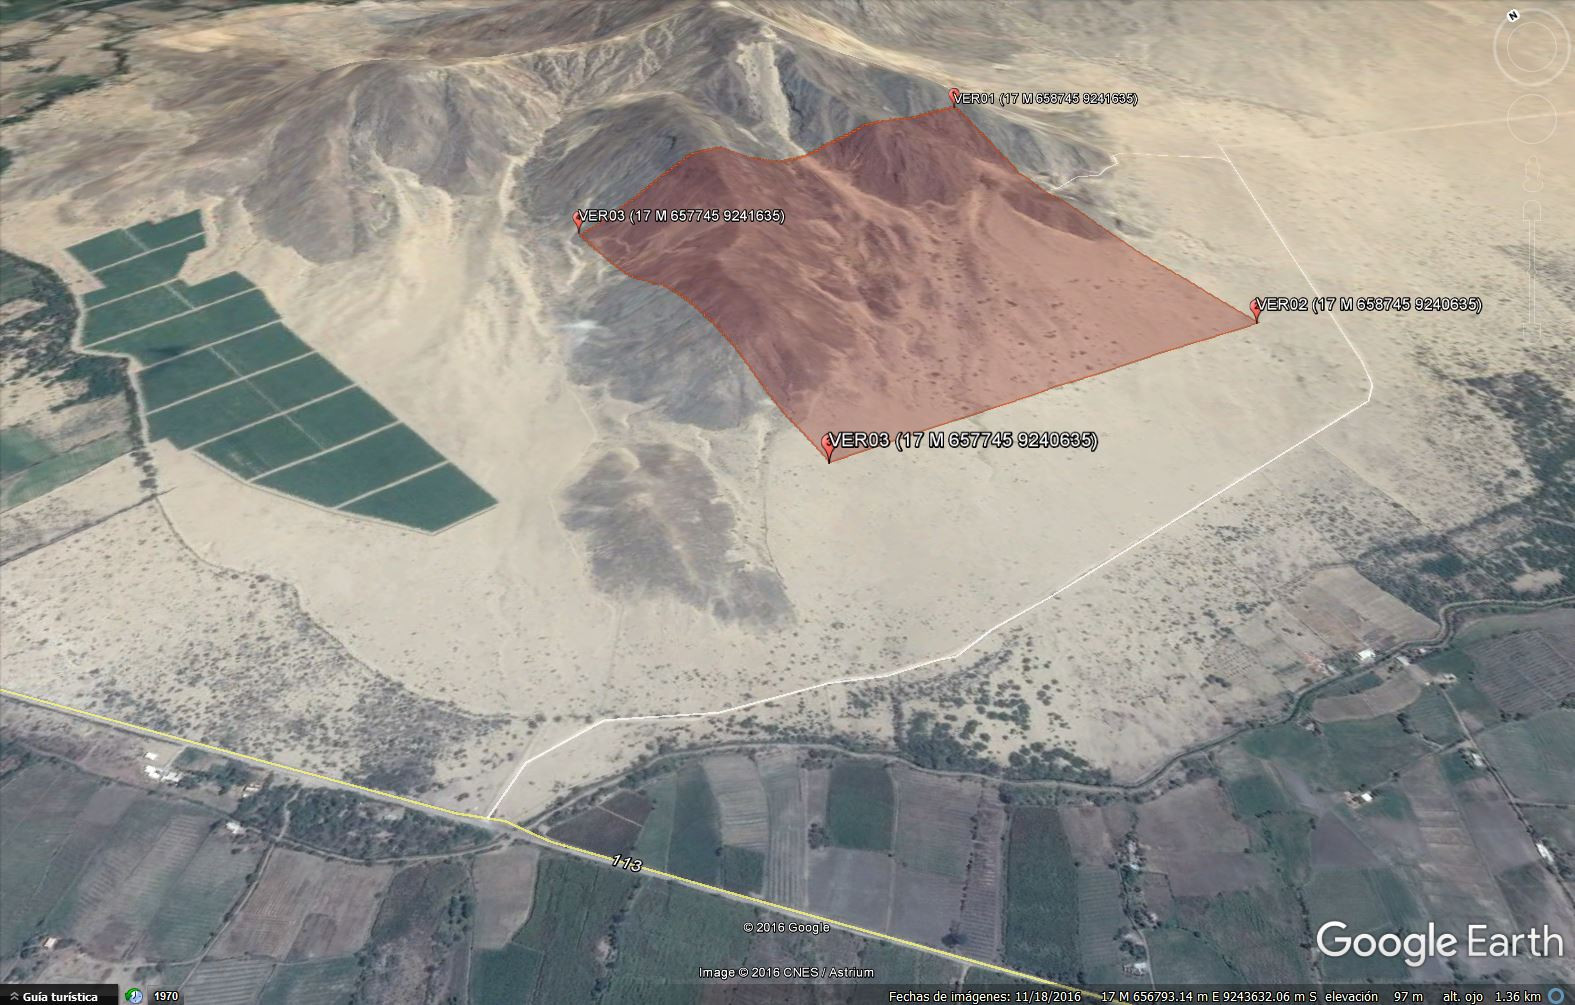 N
VER01 (17 M 658745 9241635)
VER03 (17 M 657745 9241635)
VER02 (17 M 658745 9240635)
VER03 (17 M 657745 9240635)
113
© 2016 Google
Google Earth
Image © 2016 CNES / Astrium
Guía turística
1970
Fechas de imágenes: 11/18/2016 17 M 656793.14 m E 9243632.06 m S elevación 97 m alt. ojo 1.36 km